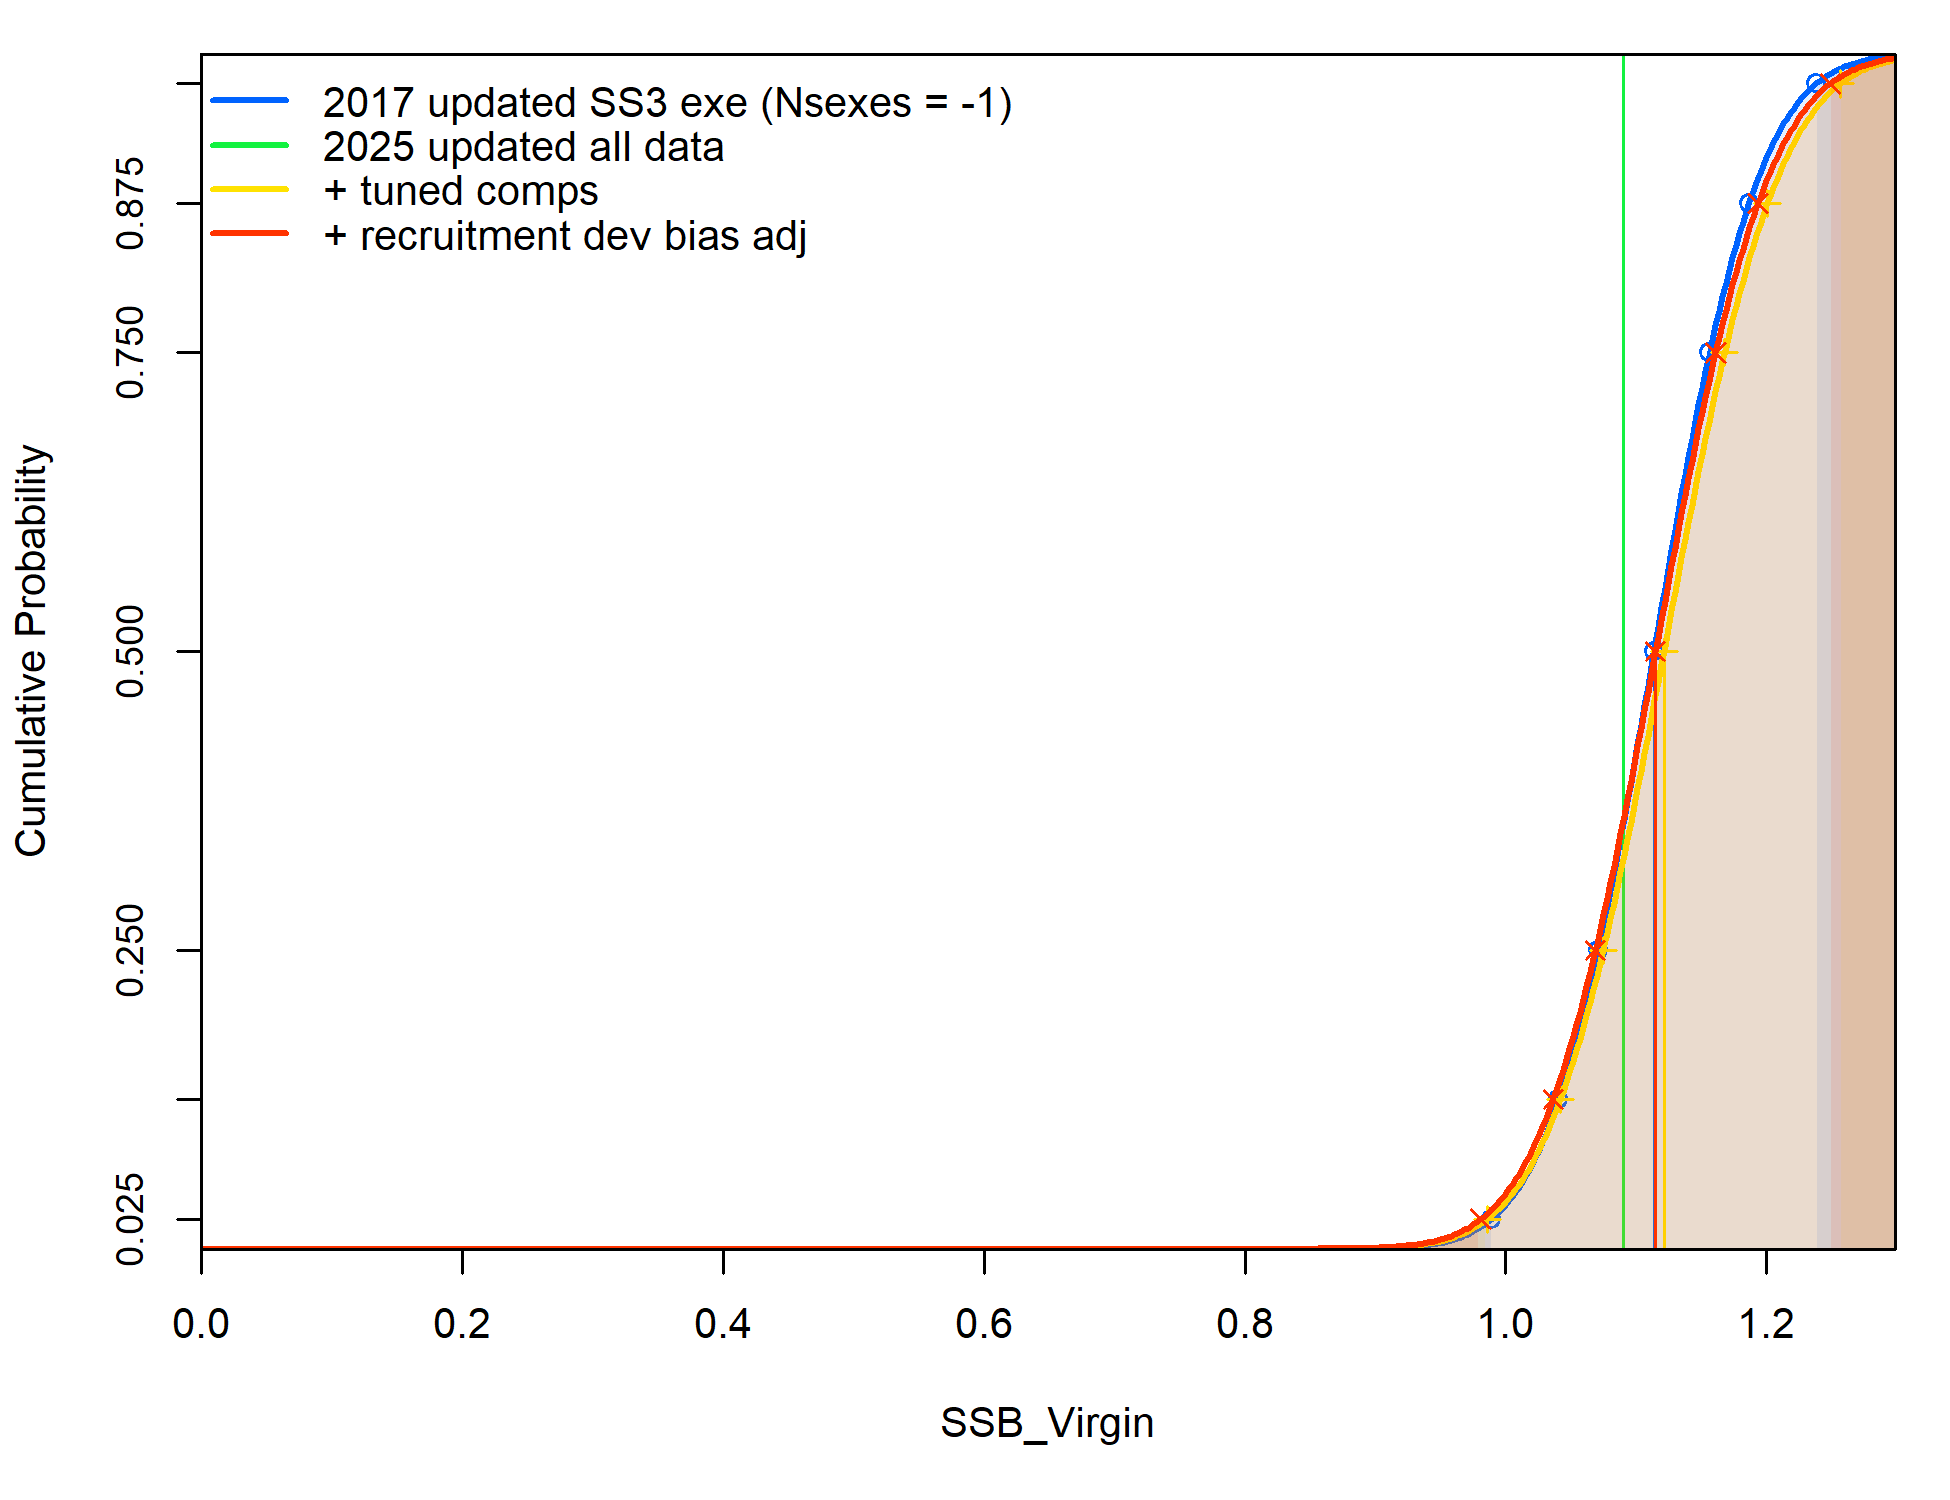 2017 updated SS3 exe (Nsexes = -1)
2025 updated all data
+ tuned comps
+ recruitment dev bias adj
Cumulative Probability
0.875
0.750
0.500
0.250
0.025
0.0 0.2 0.4 0.6 0.8 1.0 1.2
SSB_Virgin